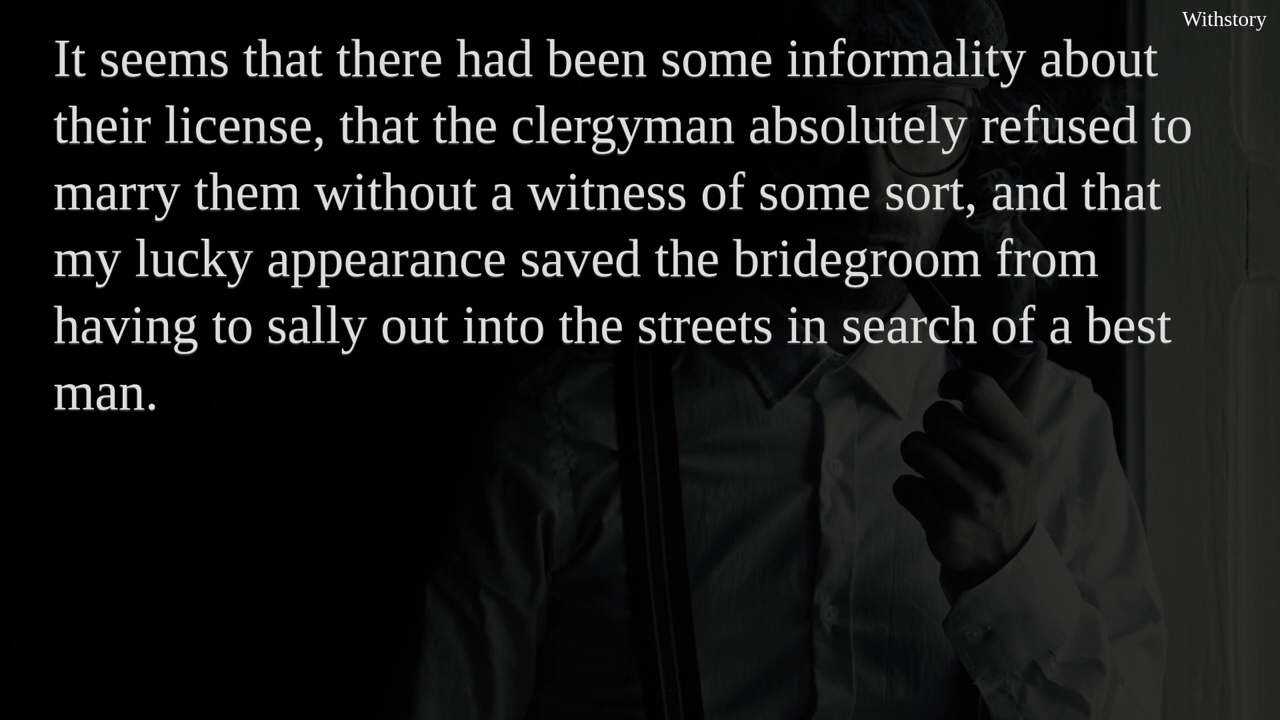 Withstory
It seems that there had been some informality about
their license, that the clergyman absolutely refused to
marry them without a witness of some sort, and that
my lucky appearance saved the bridegroom from
having to sally out into the streets in search of a best
man.